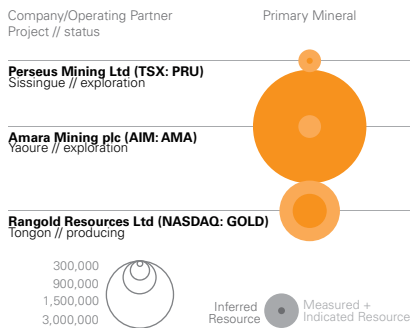 Company/Operating Partner
Project // status
Primary Mineral
Perseus Mining Ltd (TSX: PRU)
Sissingue // exploration
Amara Mining plc (AIM: AMA)
Yaoure // exploration
Rangold Resources Ltd (NASDAQ: GOLD)
Tongon // producing
300,000
900,000
1,500,000
3,000,000
Inferred
Resource
Measured +
Indicated Resource